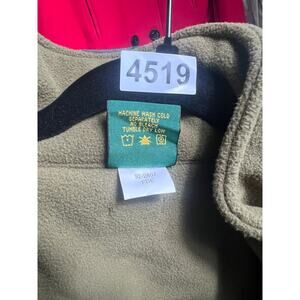 4519
MACHINE WASH COLD
SEPARATELY
NO BLEACH
TUMBLE DRY LOW